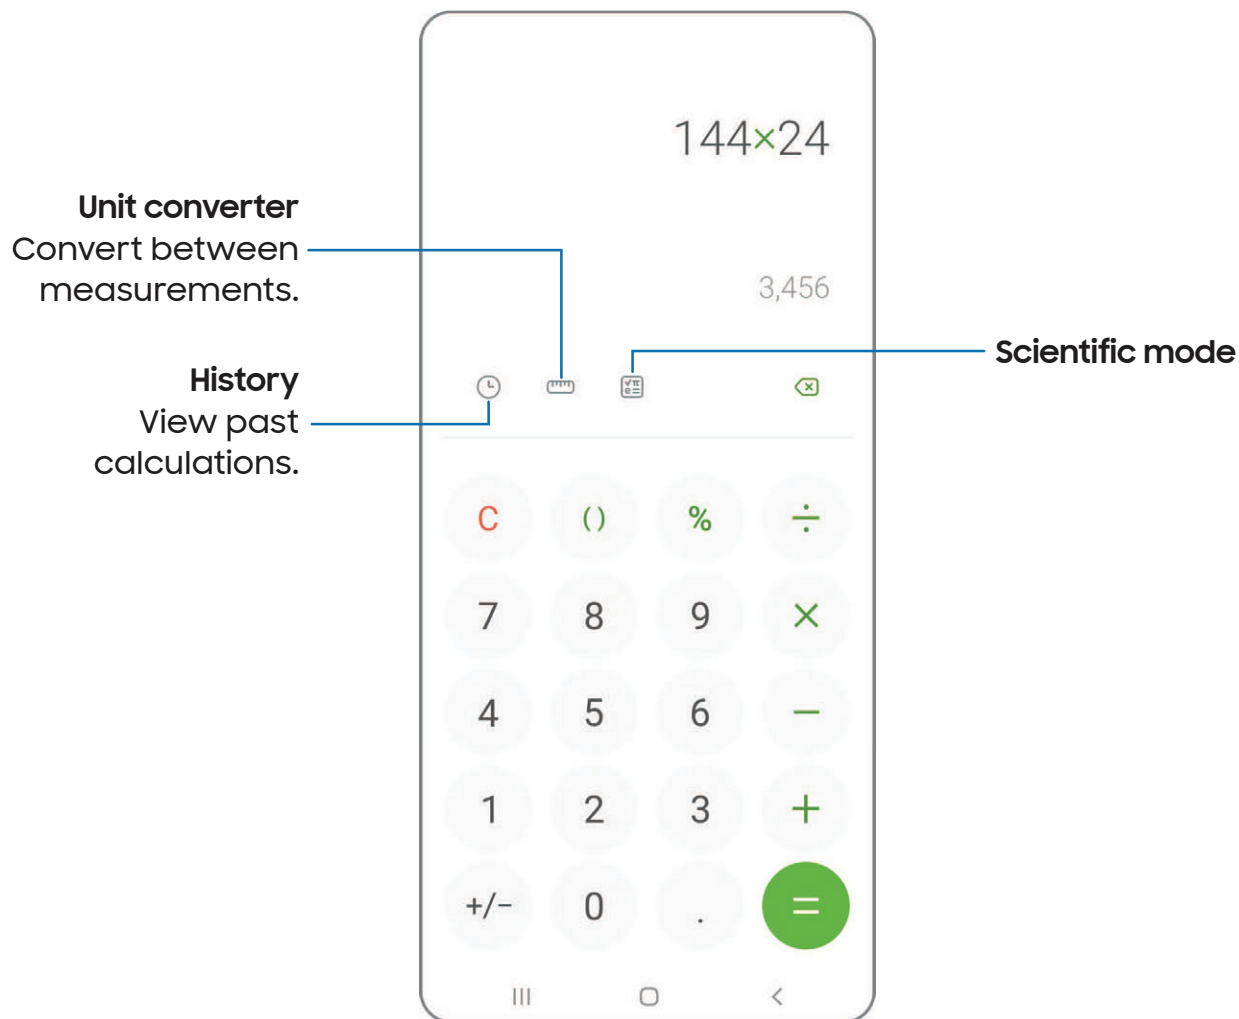 144×24
Unit converter
Convert between
measurements.
3,456
Scientific mode
History
View past
calculations.
√π
e=
C () % ÷
7 8 9 ×
4 5 6 −
1 2 3 +
+/− 0 . =